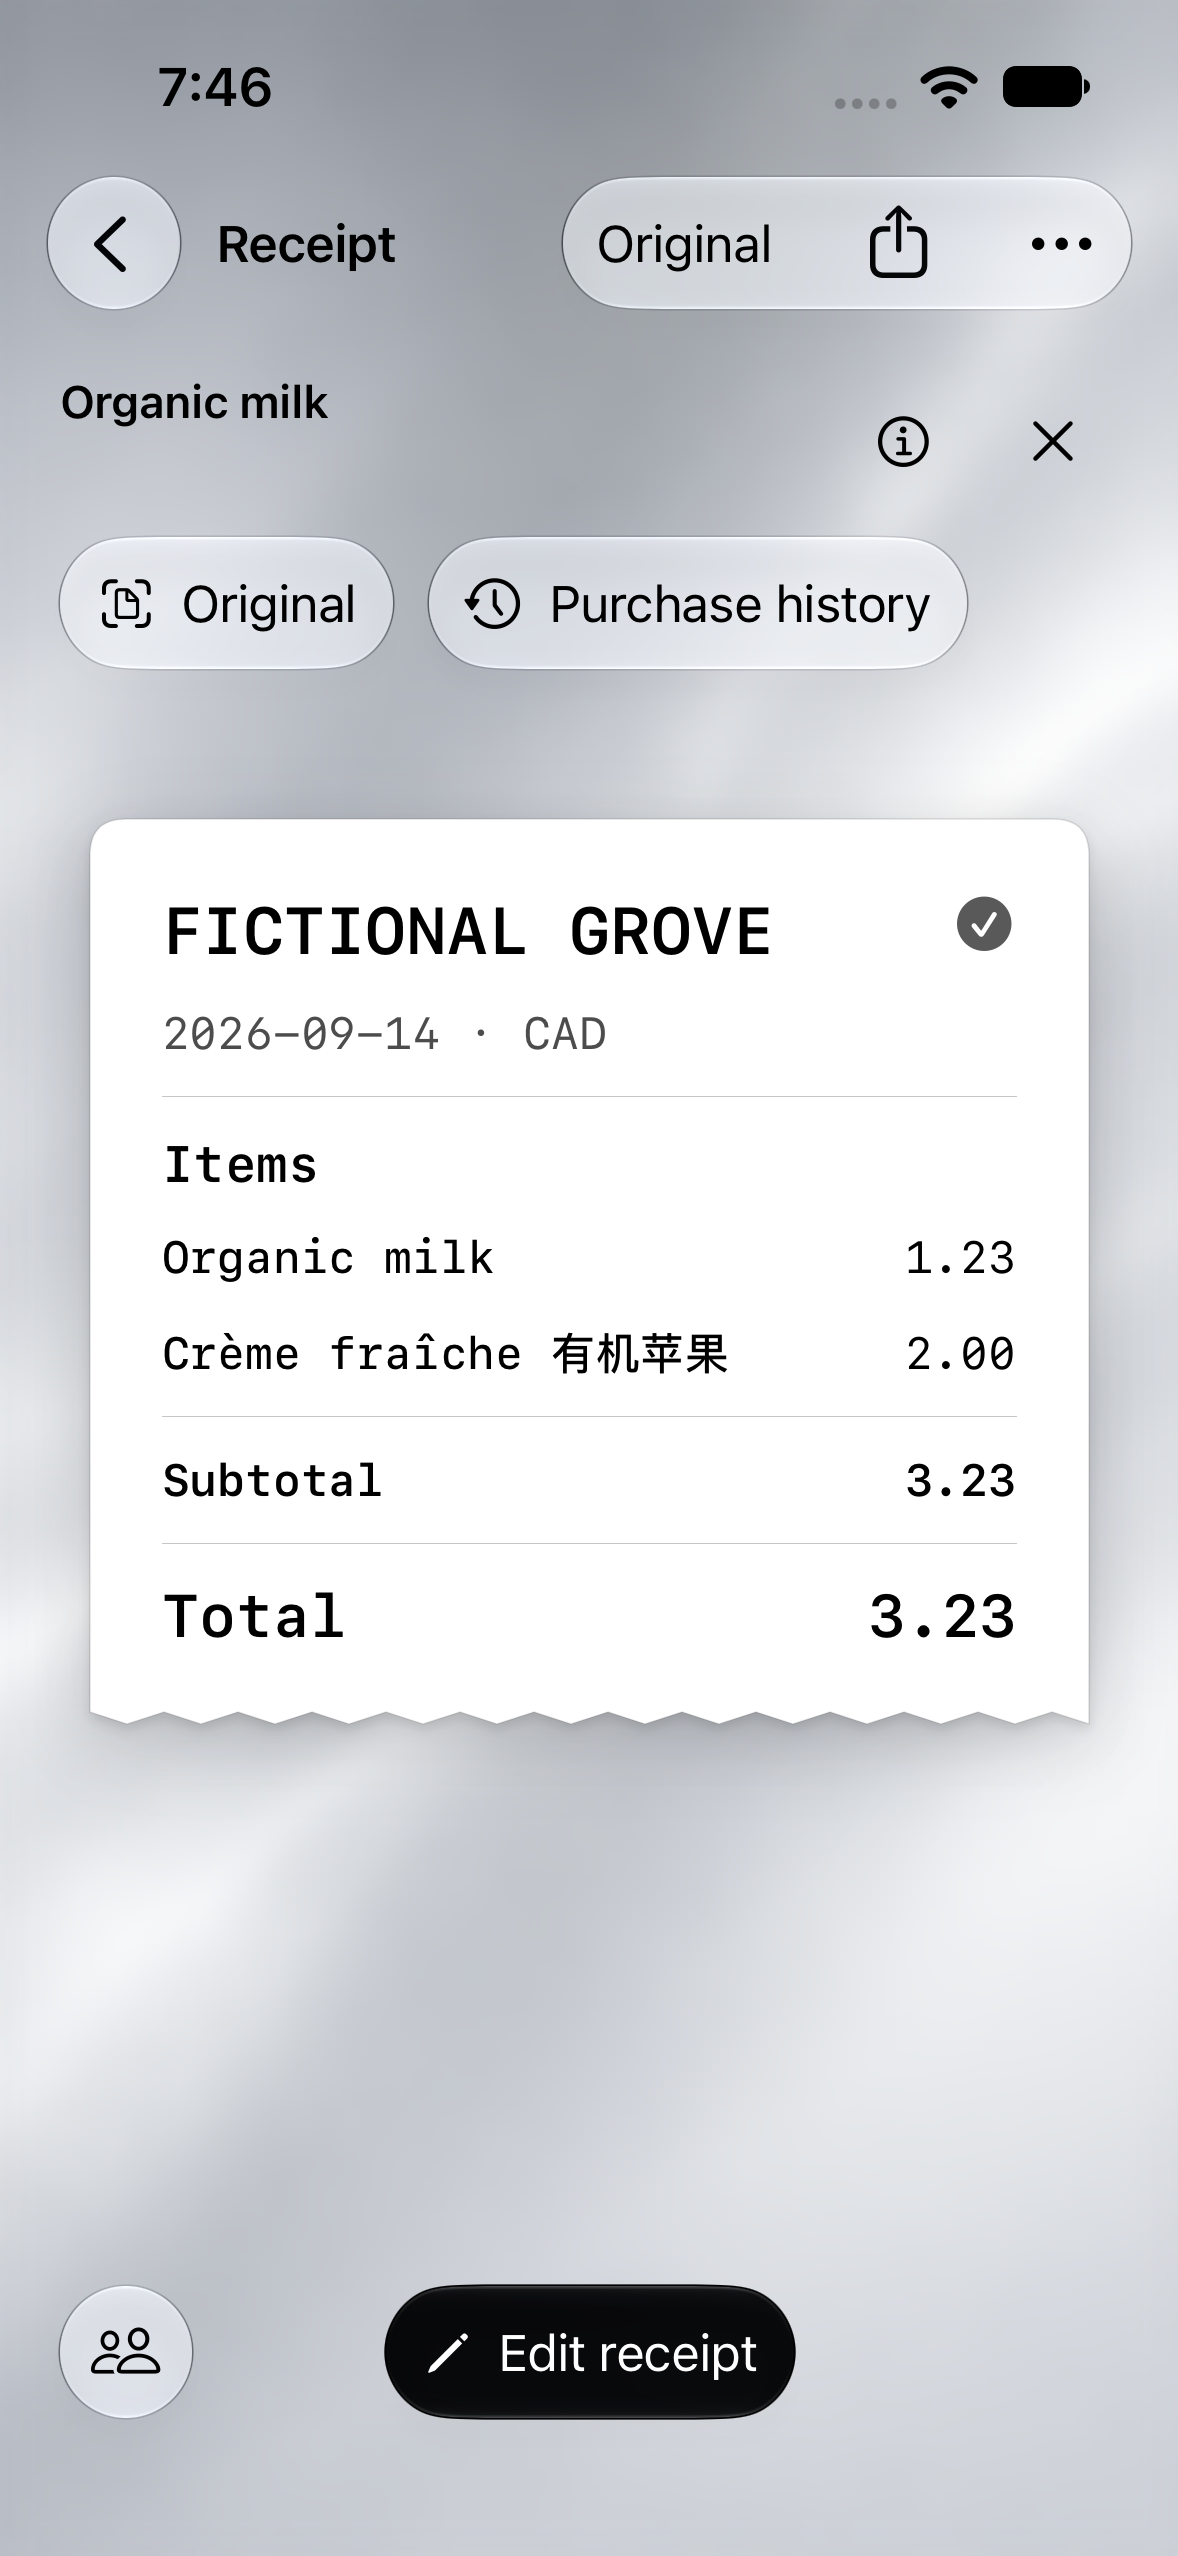 7:46
Receipt
Original
Organic milk
Original
Purchase history
FICTIONAL GROVE
2026-09-14 · CAD
Items
Organic milk 1.23
Crème fraîche 有机苹果 2.00
Subtotal 3.23
Total 3.23
Edit receipt